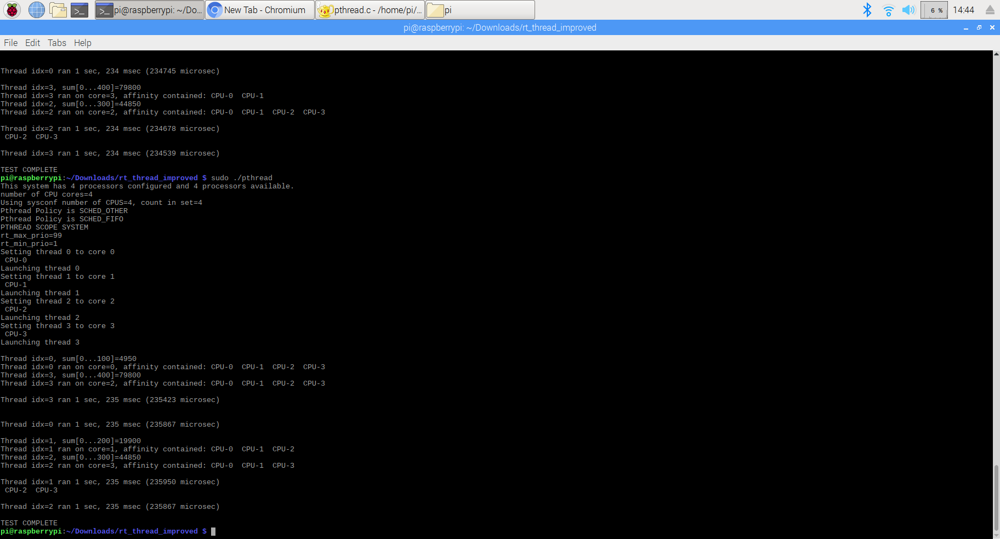 pi@raspberrypi: ~/Do...
New Tab - Chromium
pthread.c - /home/pi/...
pi
6 %
14:44
pi@raspberrypi: ~/Downloads/rt_thread_improved
File Edit Tabs Help
Thread idx=0 ran 1 sec, 234 msec (234745 microsec)
Thread idx=3, sum[0...400]=79800
Thread idx=3 ran on core=3, affinity contained: CPU-0 CPU-1
Thread idx=2, sum[0...300]=44850
Thread idx=2 ran on core=2, affinity contained: CPU-0 CPU-1 CPU-2 CPU-3
Thread idx=2 ran 1 sec, 234 msec (234678 microsec)
CPU-2 CPU-3
Thread idx=3 ran 1 sec, 234 msec (234539 microsec)
TEST COMPLETE
pi@raspberrypi:~/Downloads/rt_thread_improved $ sudo ./pthread
This system has 4 processors configured and 4 processors available.
number of CPU cores=4
Using sysconf number of CPUS=4, count in set=4
Pthread Policy is SCHED_OTHER
Pthread Policy is SCHED_FIFO
PTHREAD SCOPE SYSTEM
rt_max_prio=99
rt_min_prio=1
Setting thread 0 to core 0
CPU-0
Launching thread 0
Setting thread 1 to core 1
CPU-1
Launching thread 1
Setting thread 2 to core 2
CPU-2
Launching thread 2
Setting thread 3 to core 3
CPU-3
Launching thread 3
Thread idx=0, sum[0...100]=4950
Thread idx=0 ran on core=0, affinity contained: CPU-0 CPU-1 CPU-2 CPU-3
Thread idx=3, sum[0...400]=79800
Thread idx=3 ran on core=2, affinity contained: CPU-0 CPU-1 CPU-2 CPU-3
Thread idx=3 ran 1 sec, 235 msec (235423 microsec)
Thread idx=0 ran 1 sec, 235 msec (235867 microsec)
Thread idx=1, sum[0...200]=19900
Thread idx=1 ran on core=1, affinity contained: CPU-0 CPU-1 CPU-2
Thread idx=2, sum[0...300]=44850
Thread idx=2 ran on core=3, affinity contained: CPU-0 CPU-1 CPU-3
Thread idx=1 ran 1 sec, 235 msec (235950 microsec)
CPU-2 CPU-3
Thread idx=2 ran 1 sec, 235 msec (235867 microsec)
TEST COMPLETE
pi@raspberrypi:~/Downloads/rt_thread_improved $